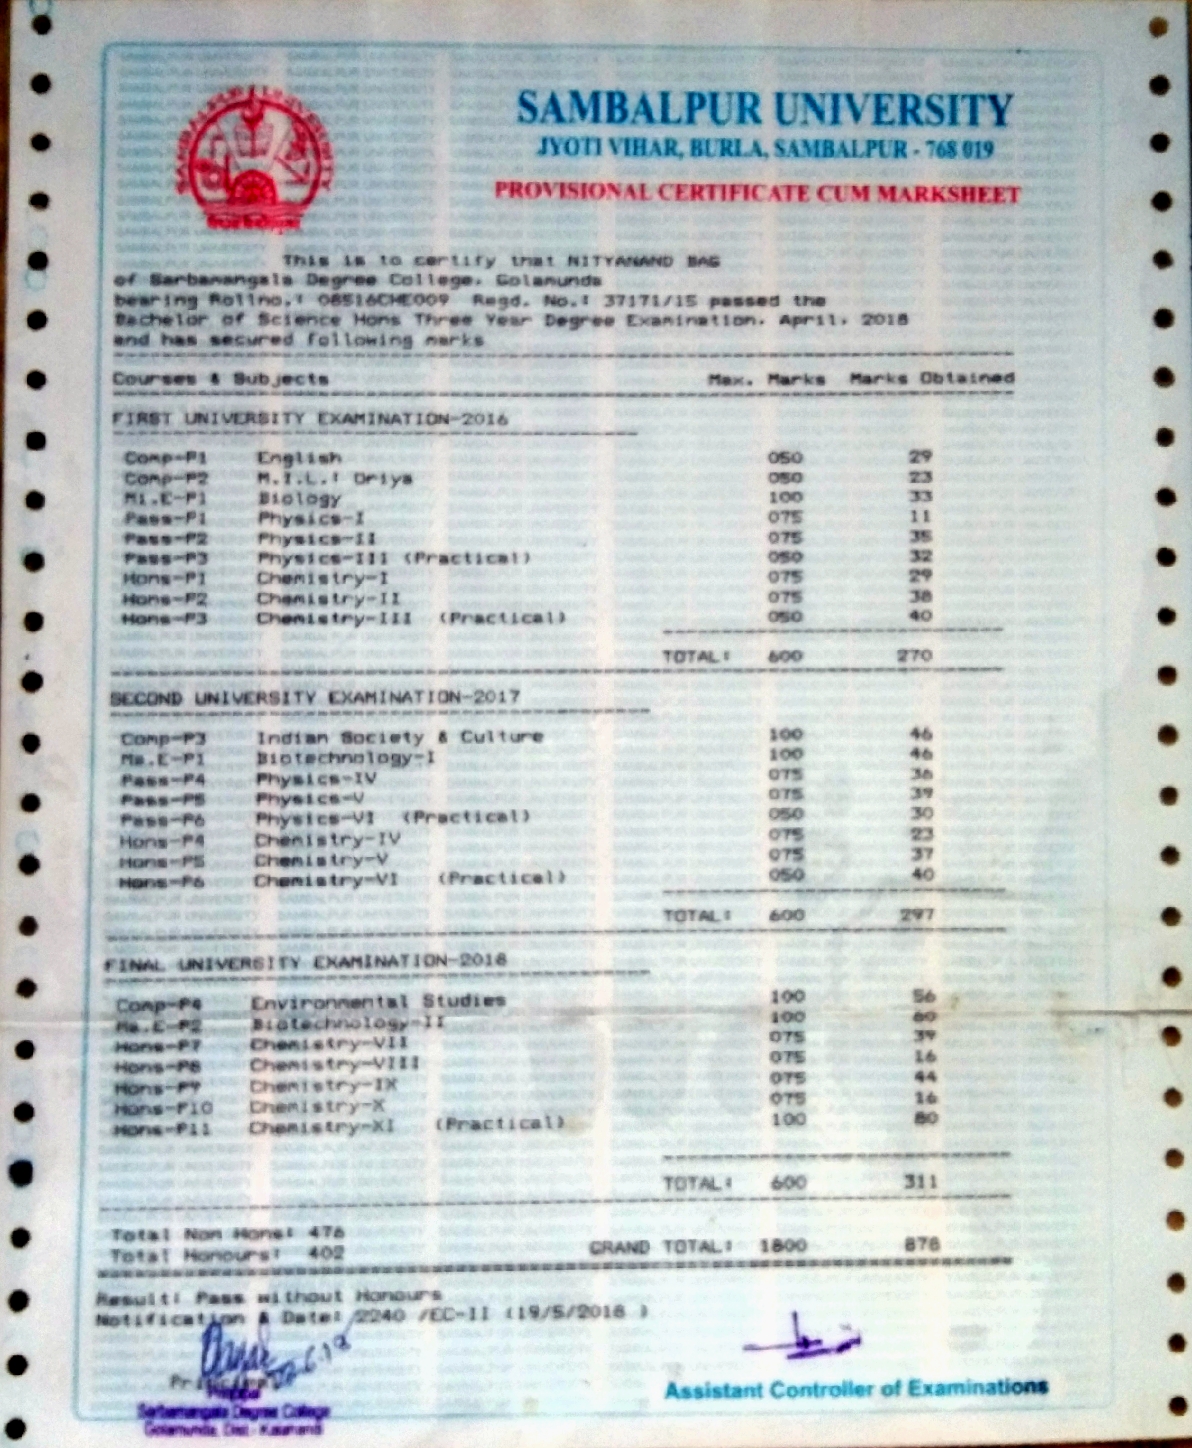 SAMBALPUR UNIVERSITY
JYOTI VIHAR, BURLA, SAMBALPUR - 768 019
PROVISIONAL CERTIFICATE CUM MARKSHEET
SAMBALPUR UNIVERSITY
This is to certify that NITYANAND BAG
of Sarbamangala Degree College, Golamunda
bearing Rollno.: 08516CHE009 Regd. No.: 37171/15 passed the
Bachelor of Science Hons Three Year Degree Examination, April, 2018
and has secured following marks
Courses & Subjects Max. Marks Marks Obtained
FIRST UNIVERSITY EXAMINATION-2016
Comp-P1 English 050 29
Comp-P2 M.I.L.: Oriya 050 23
Mi.E-P1 Biology 100 33
Pass-P1 Physics-I 075 11
Pass-P2 Physics-II 075 35
Pass-P3 Physics-III (Practical) 050 32
Hons-P1 Chemistry-I 075 29
Hons-P2 Chemistry-II 075 38
Hons-P3 Chemistry-III (Practical) 050 40
TOTAL: 600 270
SECOND UNIVERSITY EXAMINATION-2017
Comp-P3 Indian Society & Culture 100 46
Ma.E-P1 Biotechnology-I 100 46
Pass-P4 Physics-IV 075 36
Pass-P5 Physics-V 075 39
Pass-P6 Physics-VI (Practical) 050 30
Hons-P4 Chemistry-IV 075 23
Hons-P5 Chemistry-V 075 37
Hons-P6 Chemistry-VI (Practical) 050 40
TOTAL: 600 297
FINAL UNIVERSITY EXAMINATION-2018
Comp-P4 Environmental Studies 100 56
Ma.E-P2 Biotechnology-II 100 60
Hons-P7 Chemistry-VII 075 39
Hons-P8 Chemistry-VIII 075 16
Hons-P9 Chemistry-IX 075 44
Hons-P10 Chemistry-X 075 16
Hons-P11 Chemistry-XI (Practical) 100 80
TOTAL: 600 311
Total Non Hons: 476
Total Honours: 402 GRAND TOTAL: 1800 878
Result: Pass without Honours
Notification & Date: 2240 /EC-II (19/5/2018 )
Principal
Sarbamangala Degree College
Golamunda, Dist - Kalahandi
Assistant Controller of Examinations